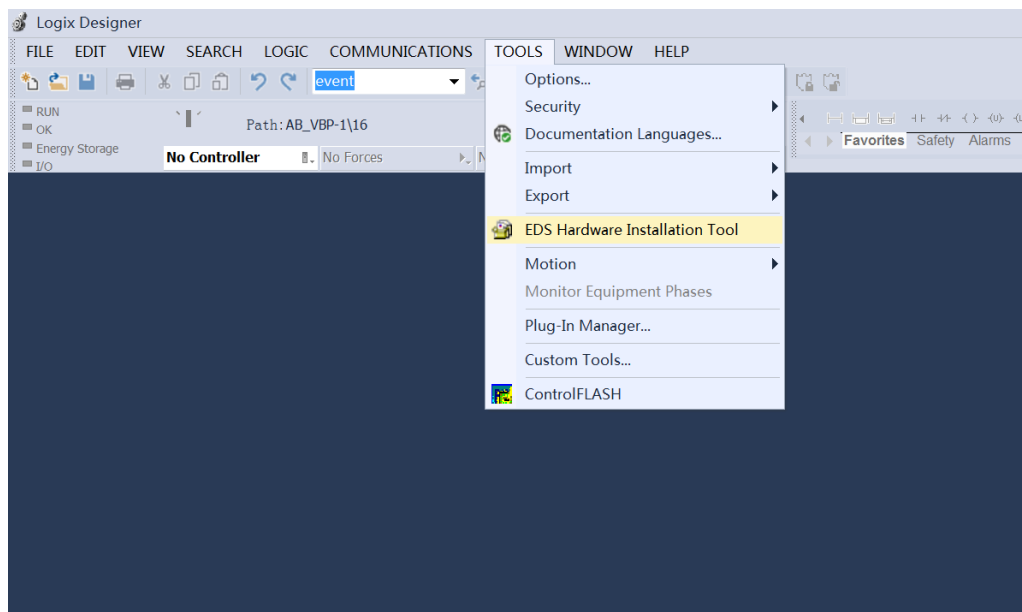 Logix Designer
FILE EDIT VIEW SEARCH LOGIC COMMUNICATIONS TOOLS WINDOW HELP
event
RUN
OK
Energy Storage
I/O
Path: AB_VBP-1\16
No Controller
No Forces
Favorites Safety Alarms
Options...
Security
Documentation Languages...
Import
Export
EDS Hardware Installation Tool
Motion
Monitor Equipment Phases
Plug-In Manager...
Custom Tools...
ControlFLASH